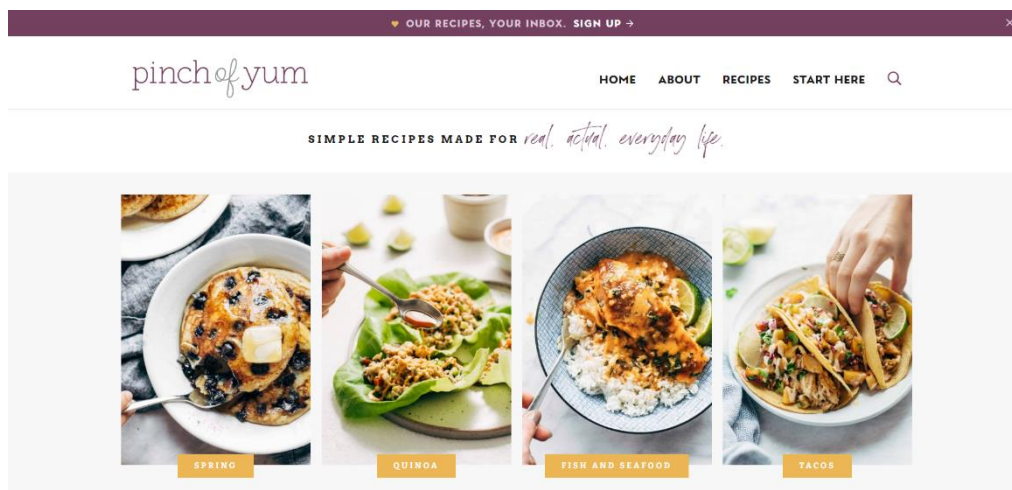 OUR RECIPES, YOUR INBOX. SIGN UP →
pinch of yum
HOME ABOUT RECIPES START HERE
SIMPLE RECIPES MADE FOR real, actual, everyday life.
SPRING QUINOA FISH AND SEAFOOD TACOS